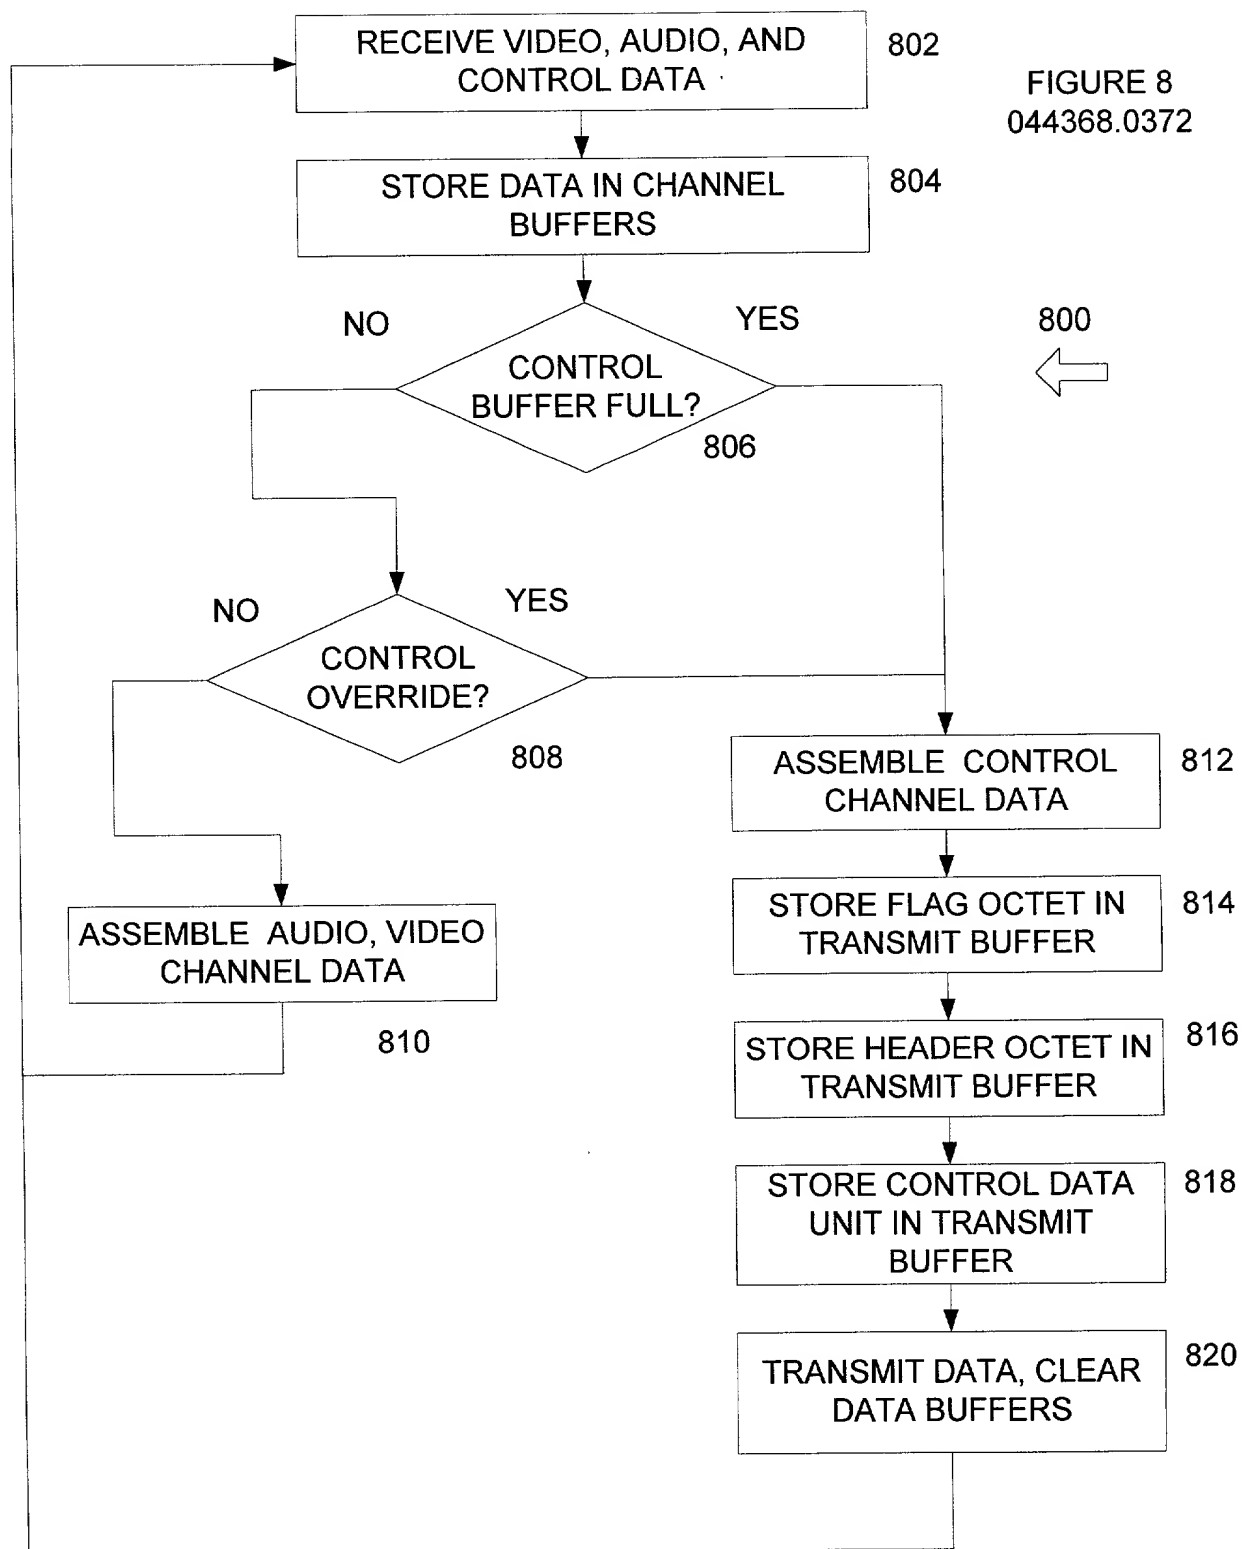 RECEIVE VIDEO, AUDIO, AND
CONTROL DATA
802
FIGURE 8
044368.0372
STORE DATA IN CHANNEL
BUFFERS
804
NO
YES
800
CONTROL
BUFFER FULL?
806
NO
YES
CONTROL
OVERRIDE?
808
ASSEMBLE CONTROL
CHANNEL DATA
812
STORE FLAG OCTET IN
TRANSMIT BUFFER
814
ASSEMBLE AUDIO, VIDEO
CHANNEL DATA
810
STORE HEADER OCTET IN
TRANSMIT BUFFER
816
STORE CONTROL DATA
UNIT IN TRANSMIT
BUFFER
818
TRANSMIT DATA, CLEAR
DATA BUFFERS
820